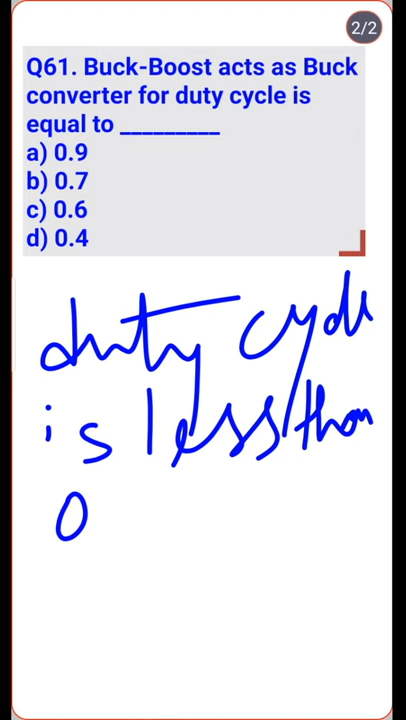 2/2
Q61. Buck-Boost acts as Buck
converter for duty cycle is
equal to _________
a) 0.9
b) 0.7
c) 0.6
d) 0.4
duty cycle
is less than
0